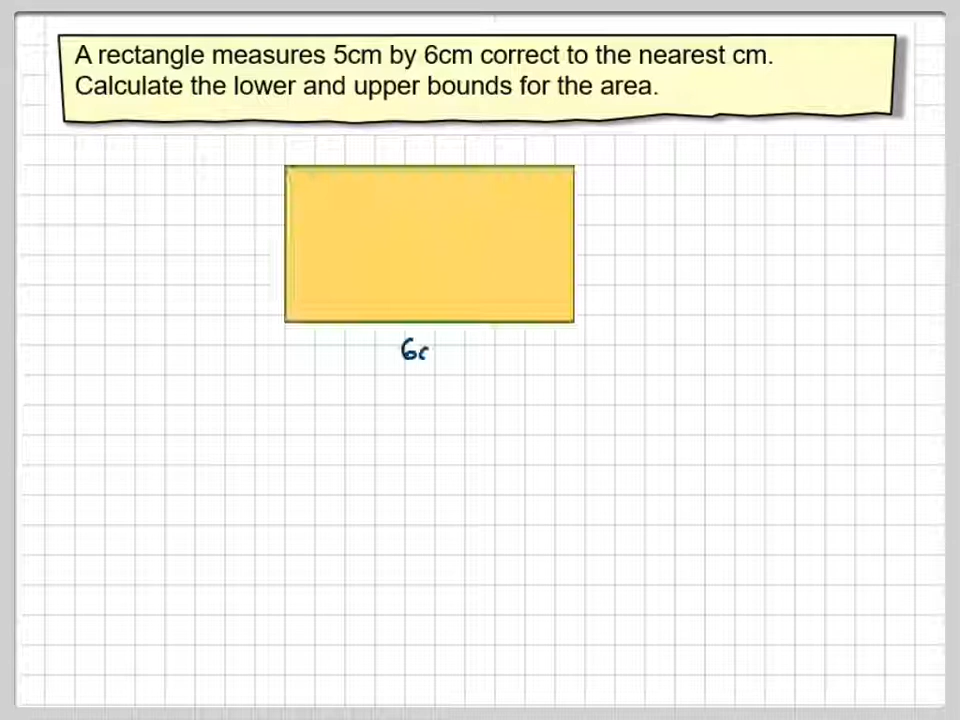 A rectangle measures 5cm by 6cm correct to the nearest cm.
Calculate the lower and upper bounds for the area.
6c